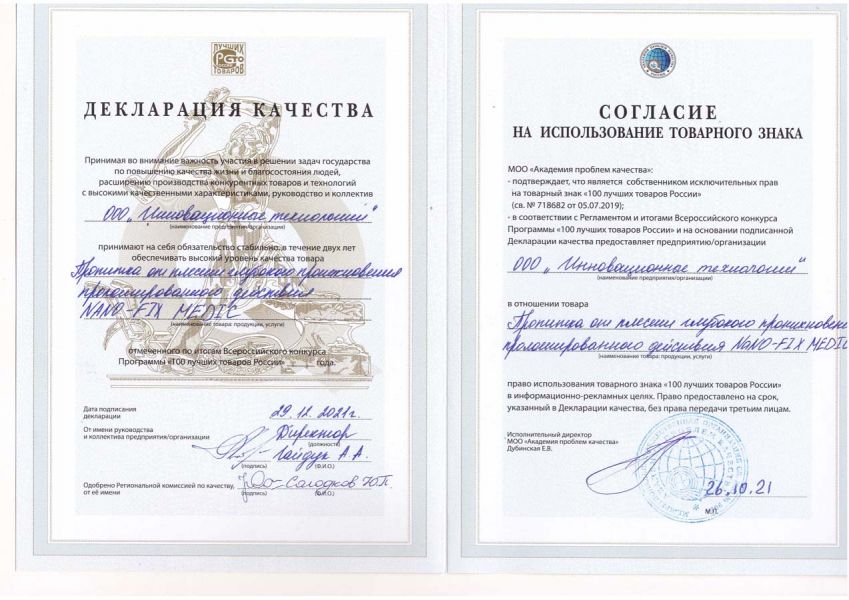 100 ЛУЧШИХ
ТОВАРОВ
ДЕКЛАРАЦИЯ КАЧЕСТВА
Принимая во внимание важность участия в решении задач государства
по повышению качества жизни и благосостояния людей,
расширению производства конкурентных товаров и технологий
с высокими качественными характеристиками, руководство и коллектив
ООО „Инновационные технологии"
(наименование предприятия/организации)
принимают на себя обязательство стабильно, в течение двух лет
обеспечивать высокий уровень качества товара
Пропитка от плесени глубокого проникновения
пролонгированного действия
NANO-FIX MEDIC
(наименование товара: продукции, услуги)
отмеченного по итогам Всероссийского конкурса
Программы «100 лучших товаров России» года.
Дата подписания
декларации 29.12.2021г.
От имени руководства
и коллектива предприятия/организации Директор
(должность)
Гайдук А.А.
(подпись) (Ф.И.О.)
Одобрено Региональной комиссией по качеству,
от её имени Солодков Ю.П.
(подпись) (Ф.И.О.)
СОГЛАСИЕ
НА ИСПОЛЬЗОВАНИЕ ТОВАРНОГО ЗНАКА
МОО «Академия проблем качества»:
- подтверждает, что является собственником исключительных прав
на товарный знак «100 лучших товаров России»
(св. № 718682 от 05.07.2019);
- в соответствии с Регламентом и итогами Всероссийского конкурса
Программы «100 лучших товаров России» и на основании подписанной
Декларации качества предоставляет предприятию/организации
ООО „Инновационные технологии"
(наименование предприятия/организации)
в отношении товара
Пропитка от плесени глубокого проникновени
пролонгированного действия NANO-FIX MEDIC
(наименование товара: продукции, услуги)
право использования товарного знака «100 лучших товаров России»
в информационно-рекламных целях. Право предоставлено на срок,
указанный в Декларации качества, без права передачи третьим лицам.
Исполнительный директор
МОО «Академия проблем качества»
Дубинская Е.В.
26.10.21
М.П.